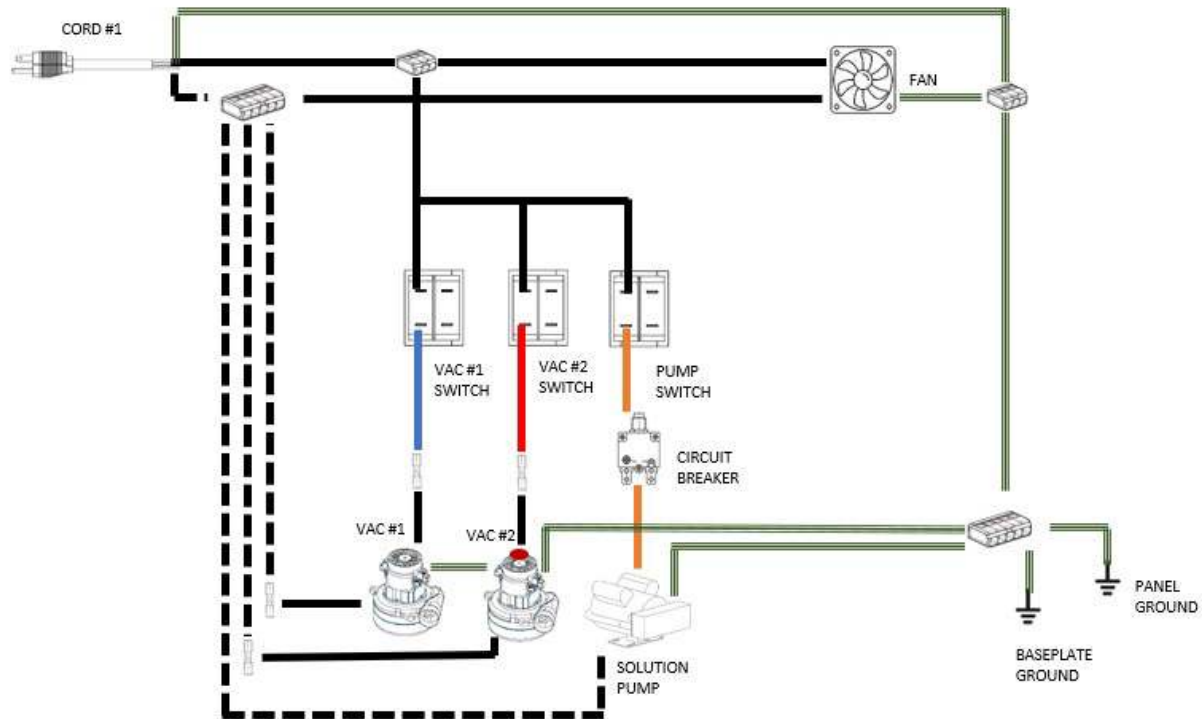 CORD #1
FAN
VAC #1
SWITCH
VAC #2
SWITCH
PUMP
SWITCH
CIRCUIT
BREAKER
VAC #1
VAC #2
SOLUTION
PUMP
PANEL
GROUND
BASEPLATE
GROUND